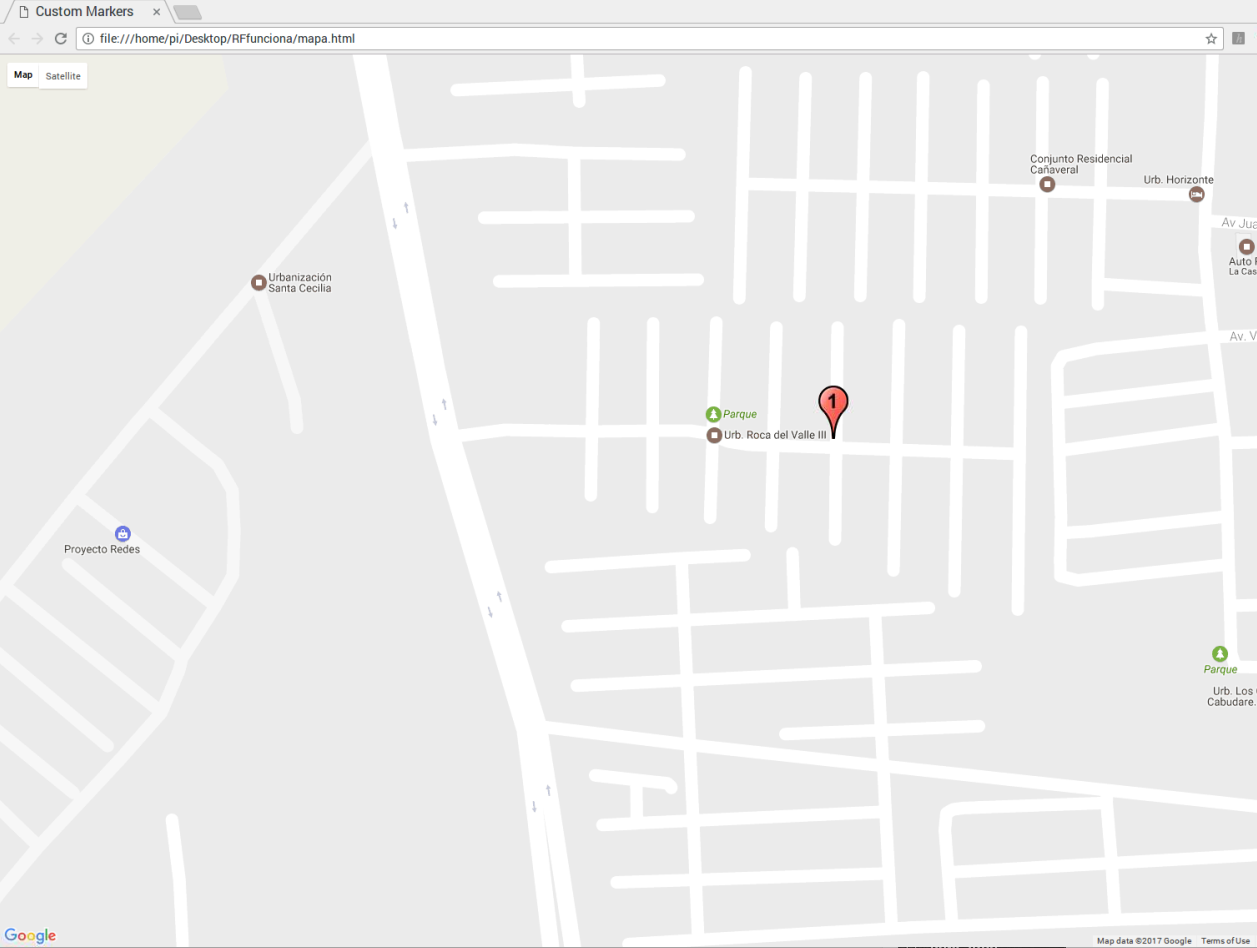 Custom Markers
file:///home/pi/Desktop/RFfunciona/mapa.html
Map
Satellite
Conjunto Residencial
Cañaveral
Urb. Horizonte
Av Jua
Auto
La Cas
Urbanización
Santa Cecilia
Av. V
1
Parque
Urb. Roca del Valle III
Proyecto Redes
Parque
Urb. Los
Cabudare.
Google
Map data ©2017 Google
Terms of Use